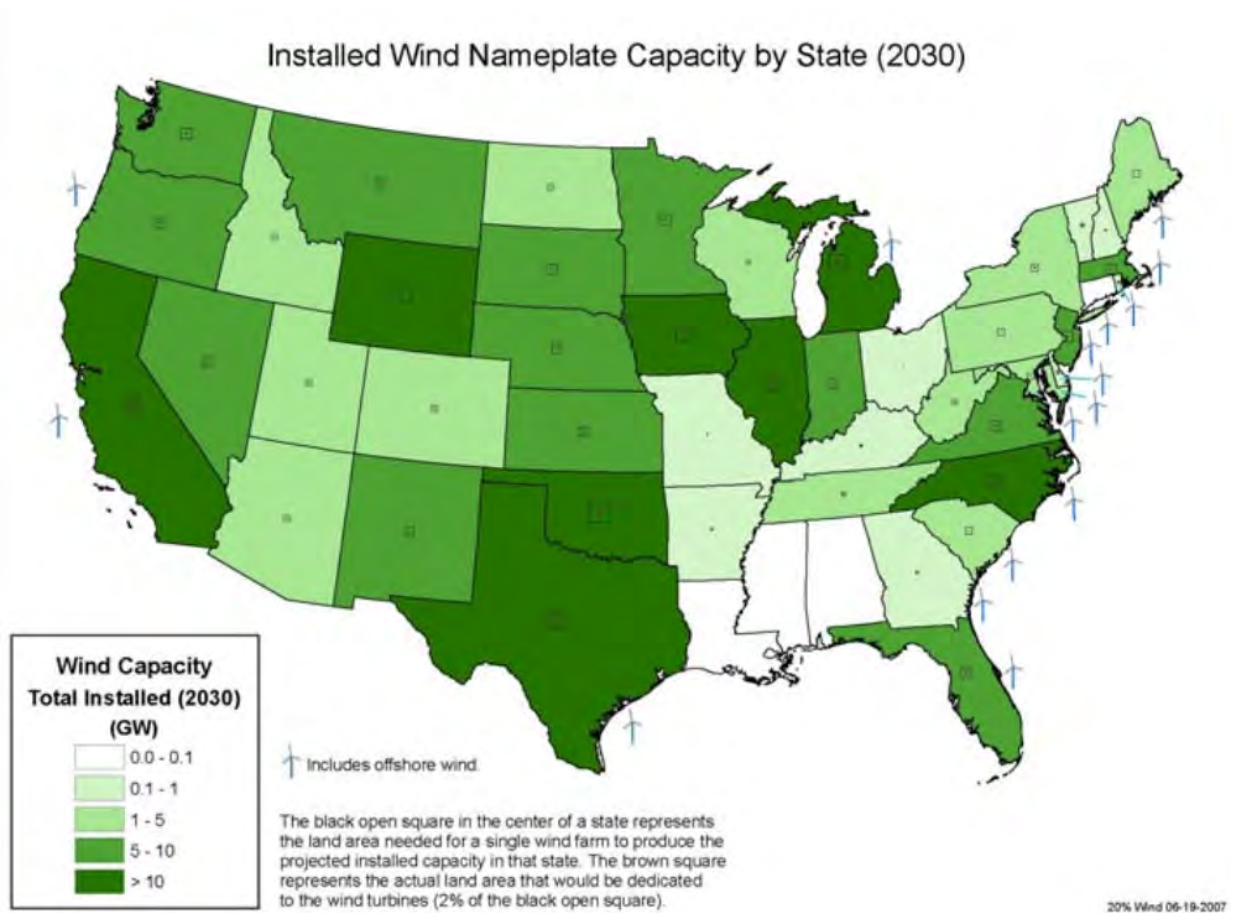 Installed Wind Nameplate Capacity by State (2030)
Wind Capacity
Total Installed (2030)
(GW)
0.0 - 0.1
0.1 - 1
1 - 5
5 - 10
> 10
Includes offshore wind.
The black open square in the center of a state represents
the land area needed for a single wind farm to produce the
projected installed capacity in that state. The brown square
represents the actual land area that would be dedicated
to the wind turbines (2% of the black open square).
20% Wind 06-19-2007